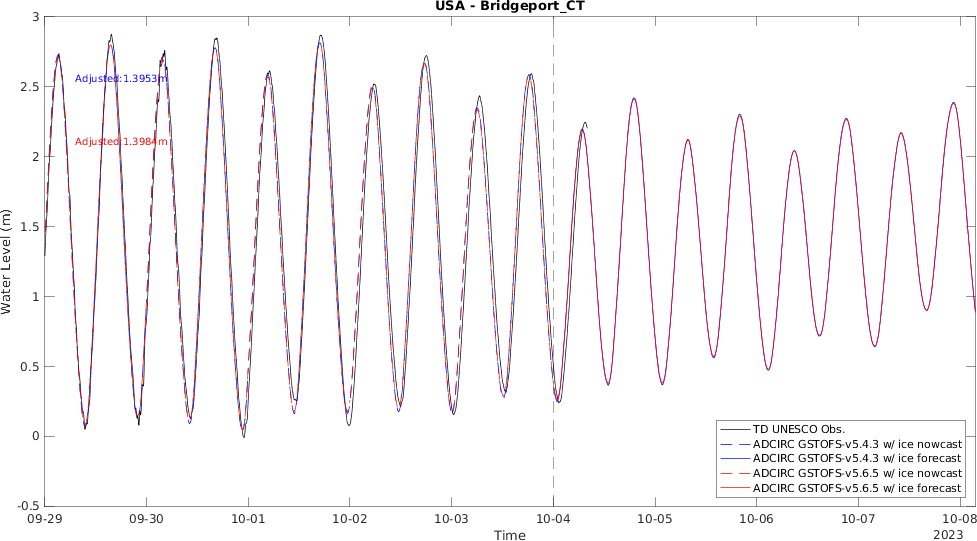 USA - Bridgeport_CT
3
2.5
2
1.5
1
0.5
0
-0.5
Water Level (m)
Adjusted:1.3953m
Adjusted:1.3984m
TD UNESCO Obs.
ADCIRC GSTOFS-v5.4.3 w/ ice nowcast
ADCIRC GSTOFS-v5.4.3 w/ ice forecast
ADCIRC GSTOFS-v5.6.5 w/ ice nowcast
ADCIRC GSTOFS-v5.6.5 w/ ice forecast
09-29 09-30 10-01 10-02 10-03 10-04 10-05 10-06 10-07 10-08
Time 2023